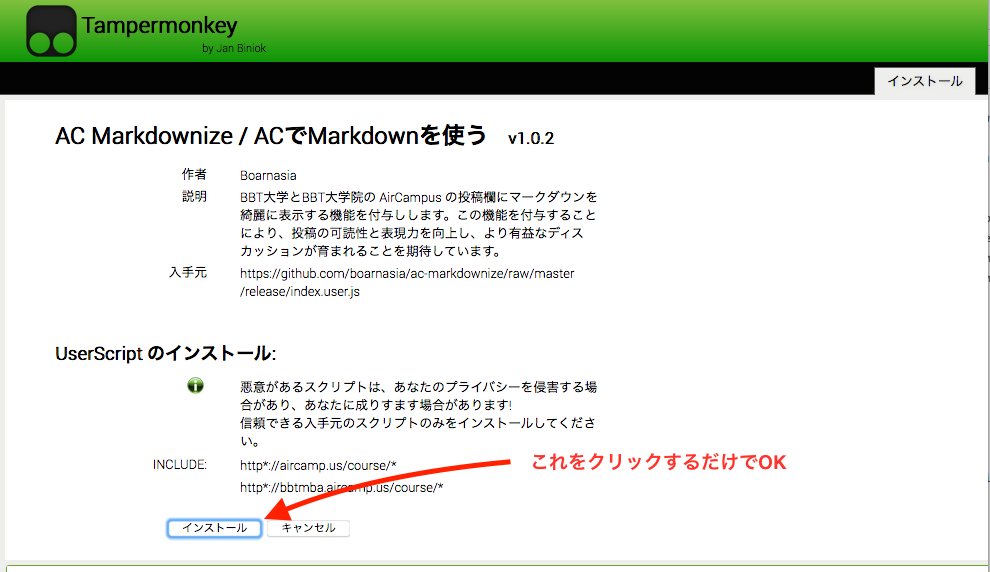 Tampermonkey
by Jan Biniok
インストール
AC Markdownize / ACでMarkdownを使う v1.0.2
作者 Boarnasia
説明 BBT大学とBBT大学院の AirCampus の投稿欄にマークダウンを
綺麗に表示する機能を付与しします。この機能を付与すること
により、投稿の可読性と表現力を向上し、より有益なディス
カッションが育まれることを期待しています。
入手元 https://github.com/boarnasia/ac-markdownize/raw/master
/release/index.user.js
UserScript のインストール:
悪意があるスクリプトは、あなたのプライバシーを侵害する場
合があり、あなたに成りすます場合があります!
信頼できる入手元のスクリプトのみをインストールしてくださ
い。
INCLUDE: http*://aircamp.us/course/*
これをクリックするだけでOK
http*://bbtmba.aircamp.us/course/*
インストール キャンセル